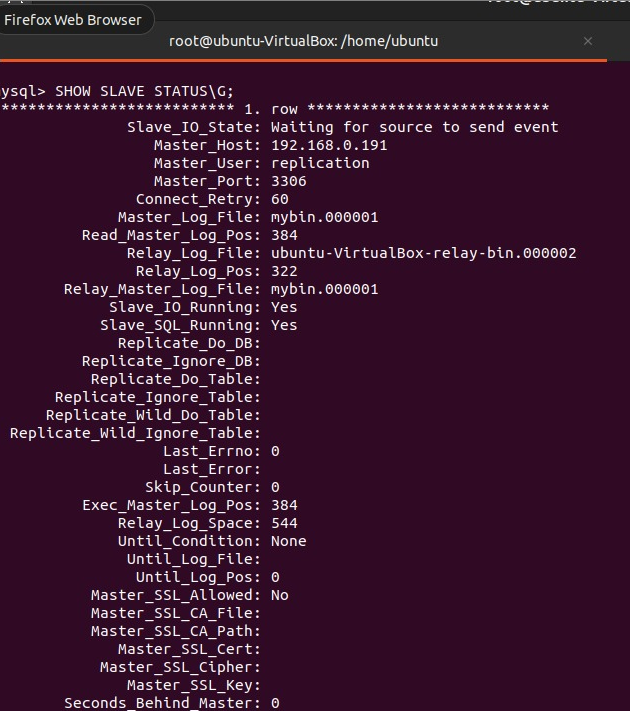 Firefox Web Browser
root@ubuntu-VirtualBox: /home/ubuntu ×
ysql> SHOW SLAVE STATUS\G;
************************** 1. row ***************************
Slave_IO_State: Waiting for source to send event
Master_Host: 192.168.0.191
Master_User: replication
Master_Port: 3306
Connect_Retry: 60
Master_Log_File: mybin.000001
Read_Master_Log_Pos: 384
Relay_Log_File: ubuntu-VirtualBox-relay-bin.000002
Relay_Log_Pos: 322
Relay_Master_Log_File: mybin.000001
Slave_IO_Running: Yes
Slave_SQL_Running: Yes
Replicate_Do_DB:
Replicate_Ignore_DB:
Replicate_Do_Table:
Replicate_Ignore_Table:
Replicate_Wild_Do_Table:
Replicate_Wild_Ignore_Table:
Last_Errno: 0
Last_Error:
Skip_Counter: 0
Exec_Master_Log_Pos: 384
Relay_Log_Space: 544
Until_Condition: None
Until_Log_File:
Until_Log_Pos: 0
Master_SSL_Allowed: No
Master_SSL_CA_File:
Master_SSL_CA_Path:
Master_SSL_Cert:
Master_SSL_Cipher:
Master_SSL_Key:
Seconds_Behind_Master: 0